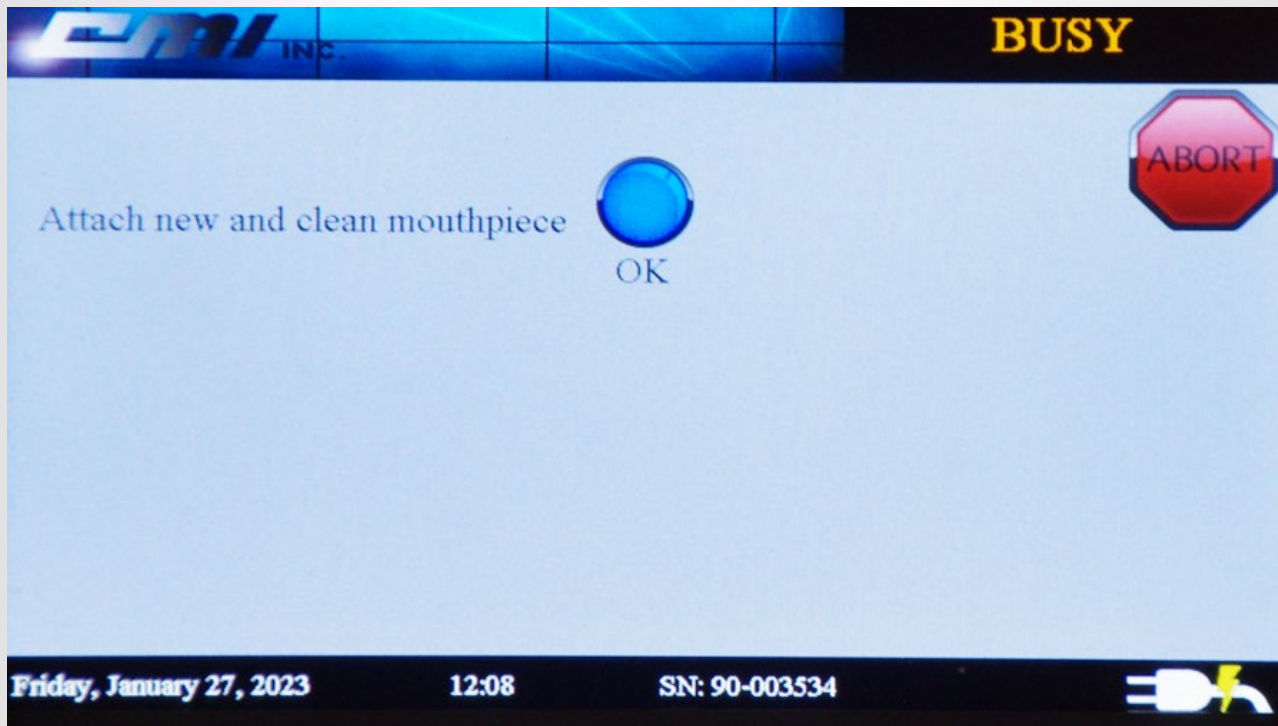 CMI INC.
BUSY
ABORT
Attach new and clean mouthpiece
OK
Friday, January 27, 2023 12:08 SN: 90-003534